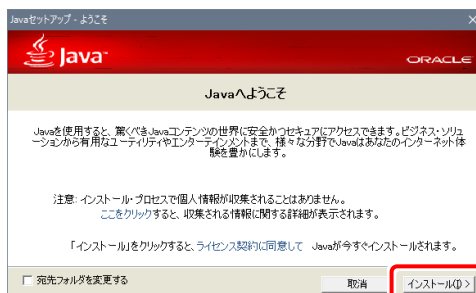 Javaセットアップ - ようこそ
Java™
ORACLE
Javaへようこそ
Javaを使用すると、驚くべきJavaコンテンツの世界に安全かつセキュアにアクセスできます。ビジネス・ソリュ
ーションから有用なユーティリティやエンターテインメントまで、様々な分野でJavaはあなたのインターネット体
験を豊かにします。
注意: インストール・プロセスで個人情報が収集されることはありません。
ここをクリックすると、収集される情報に関する詳細が表示されます。
「インストール」をクリックすると、ライセンス契約に同意して Javaが今すぐインストールされます。
宛先フォルダを変更する
取消
インストール(I) >